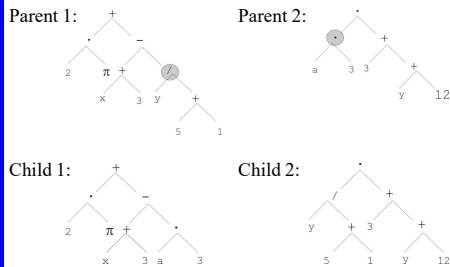 Parent 1:
+
· −
2 π + /
x 3 y +
5 1
Parent 2:
·
· +
a 3 3 +
y 12
Child 1:
+
· −
2 π + ·
x 3 a 3
Child 2:
·
/ +
y + 3 +
5 1 y 12